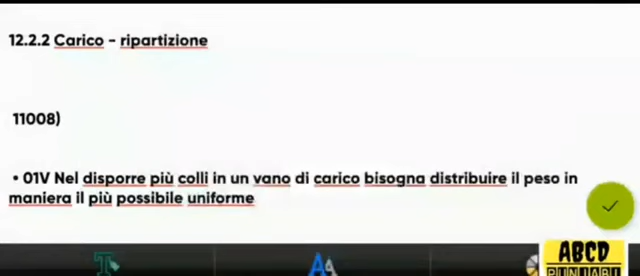 12.2.2 Carico - ripartizione
11008)
• 01V Nel disporre più colli in un vano di carico bisogna distribuire il peso in
maniera il più possibile uniforme
ABCD
PUNJABI